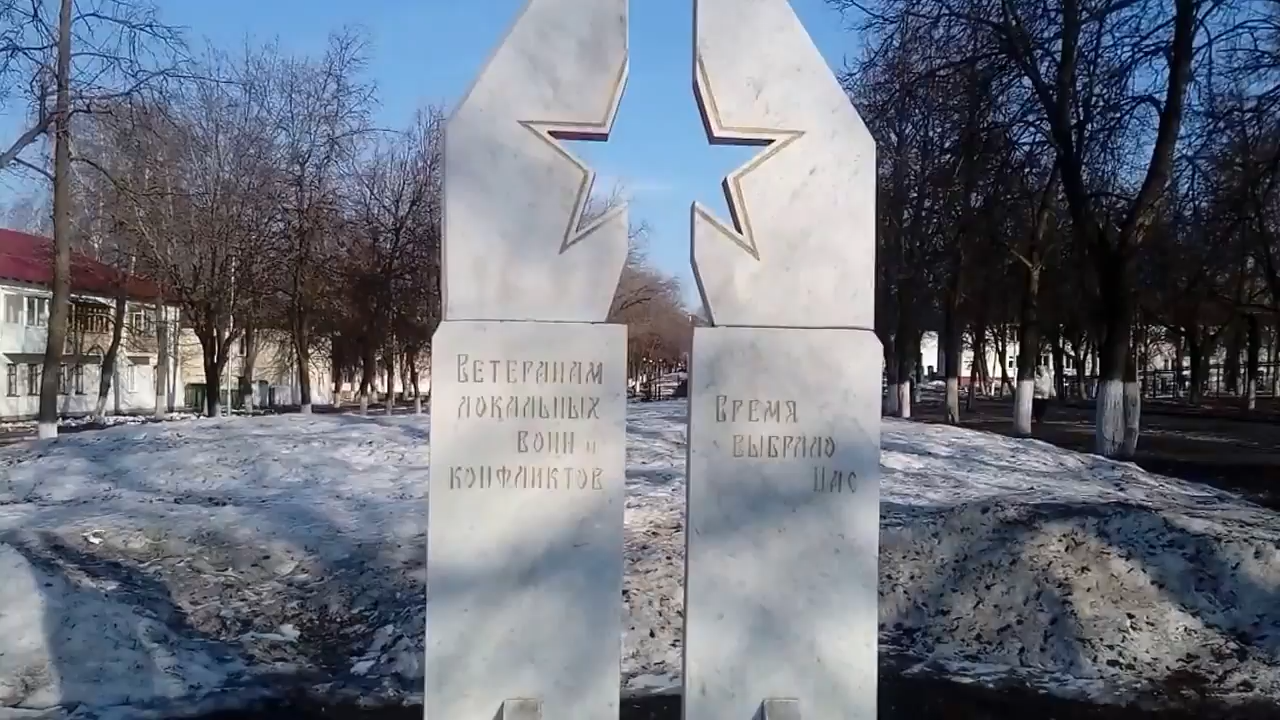 Ветеранам
локальных
войн и
конфликтов
Время
выбрало
нас